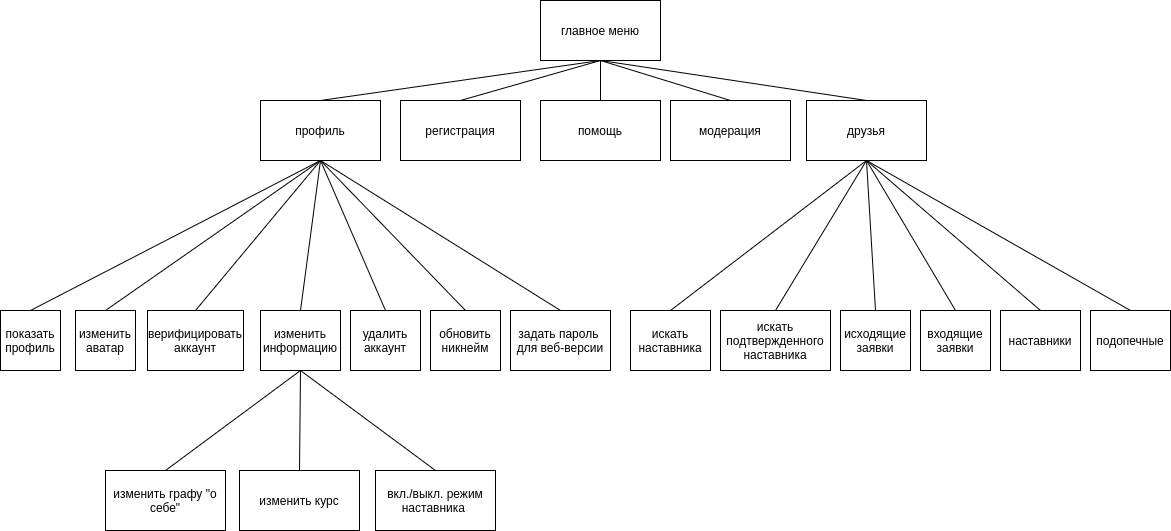 главное меню
профиль
регистрация
помощь
модерация
друзья
показать
профиль
изменить
аватар
верифицировать
аккаунт
изменить
информацию
удалить
аккаунт
обновить
никнейм
задать пароль
для веб-версии
искать
наставника
искать
подтвержденного
наставника
исходящие
заявки
входящие
заявки
наставники
подопечные
изменить графу "о
себе"
изменить курс
вкл./выкл. режим
наставника